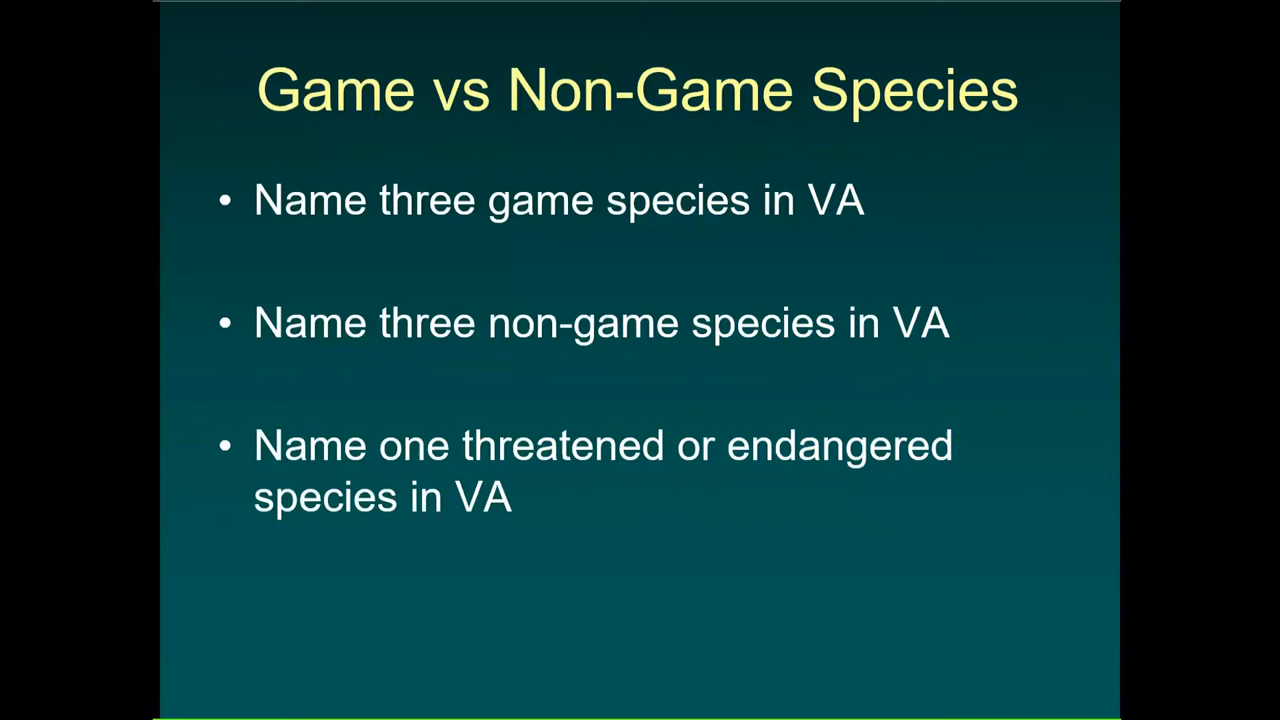 Game vs Non-Game Species
• Name three game species in VA
• Name three non-game species in VA
• Name one threatened or endangered
species in VA